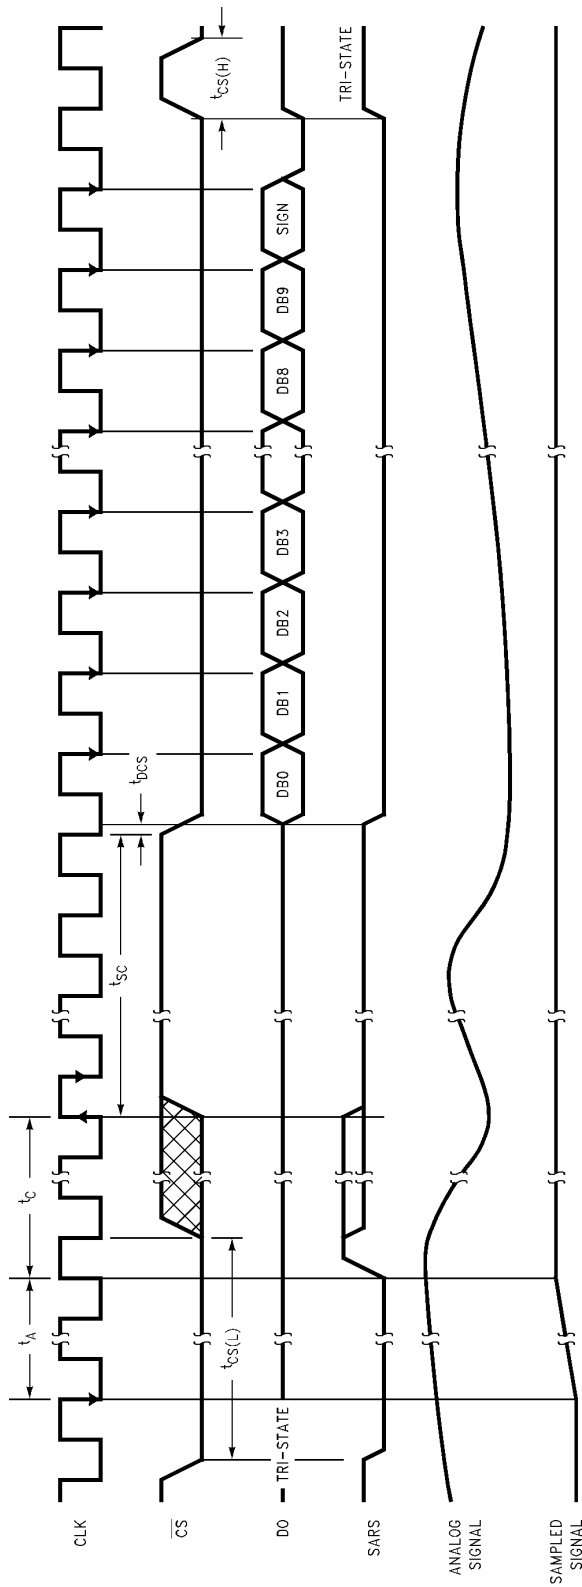 CLK
t_A
t_C
CS
t_CS(L)
t_SC
t_DCS
t_CS(H)
DO
TRI-STATE
DB0
DB1
DB2
DB3
DB8
DB9
SIGN
SARS
TRI-STATE
ANALOG
SIGNAL
SAMPLED
SIGNAL